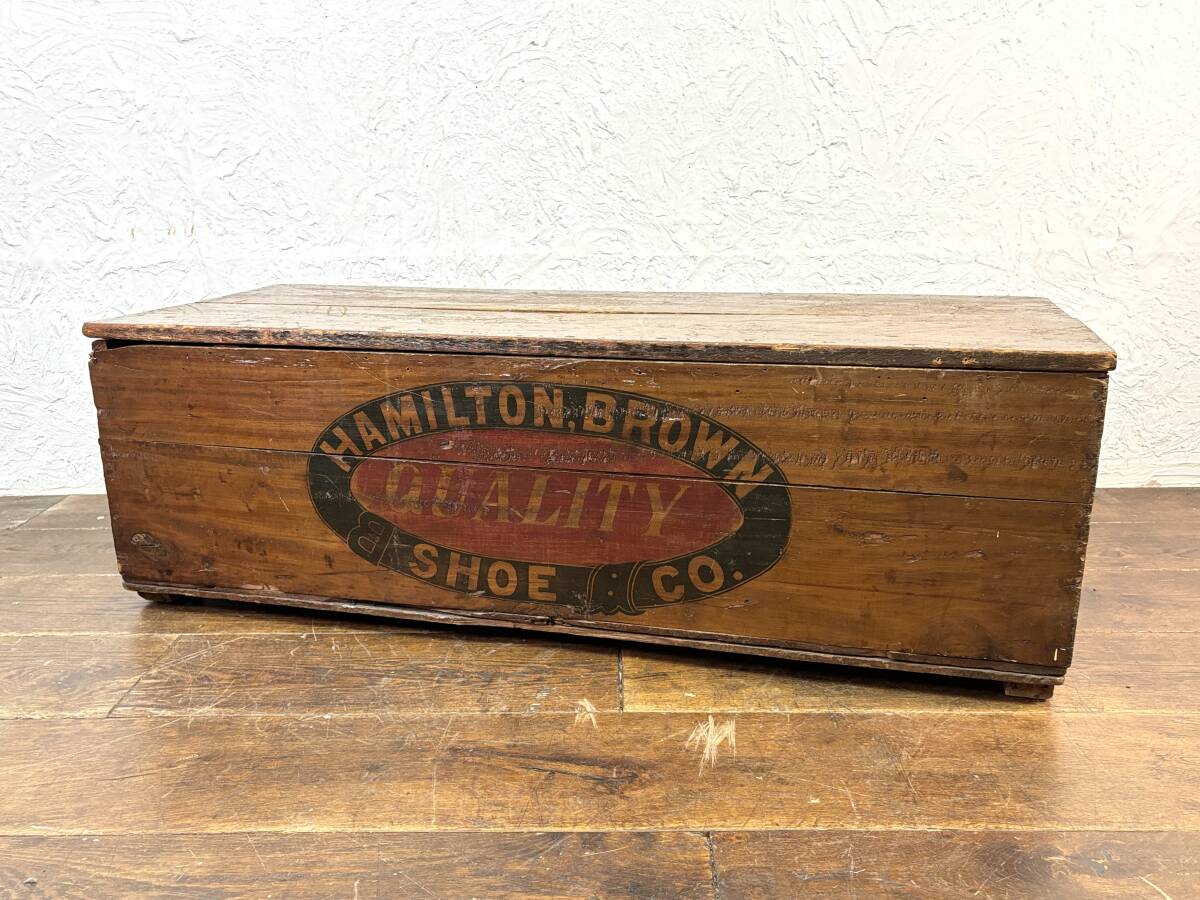 HAMILTON, BROWN
QUALITY
SHOE CO.